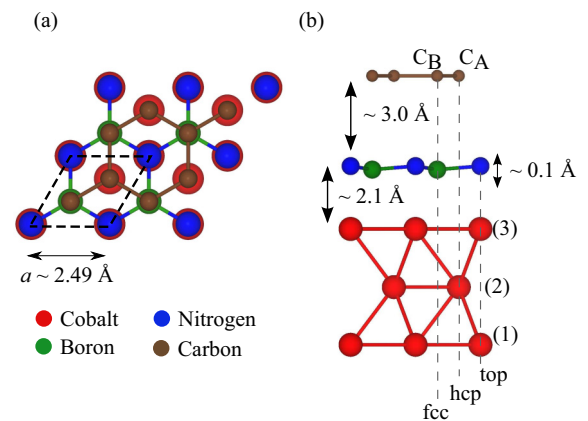 (a)
a ~ 2.49 Å
Cobalt
Nitrogen
Boron
Carbon
(b)
C_B
C_A
~ 3.0 Å
~ 0.1 Å
~ 2.1 Å
(3)
(2)
(1)
top
hcp
fcc